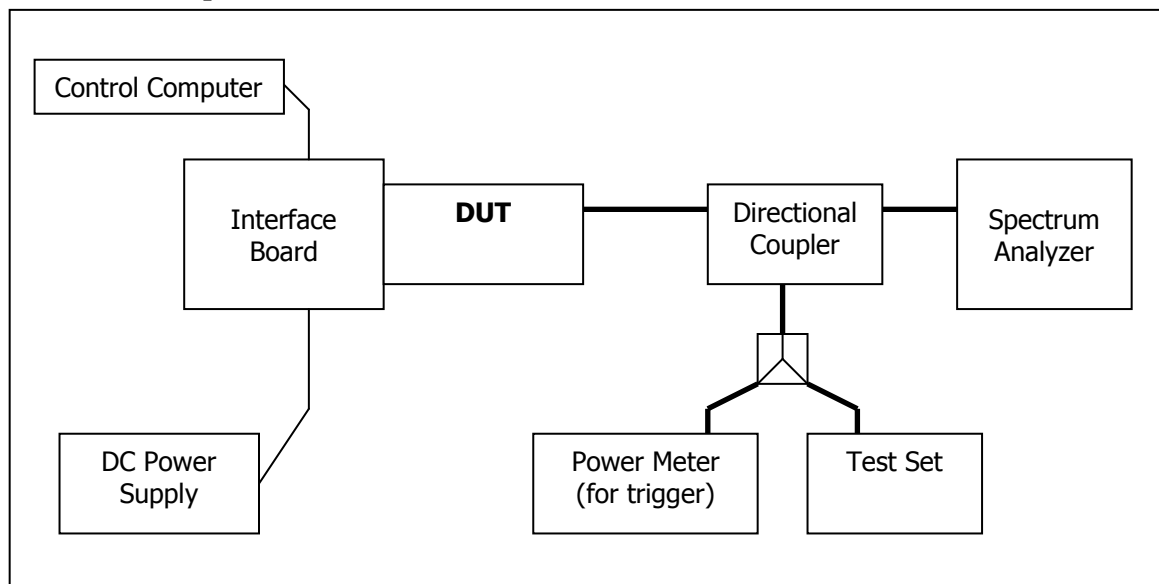 Control Computer
Interface
Board
DUT
Directional
Coupler
Spectrum
Analyzer
DC Power
Supply
Power Meter
(for trigger)
Test Set